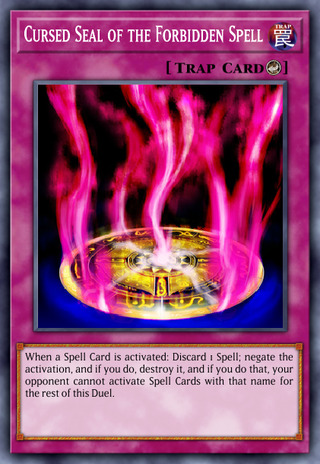 CURSED SEAL OF THE FORBIDDEN SPELL
TRAP
罠
[TRAP CARD]
When a Spell Card is activated: Discard 1 Spell; negate the
activation, and if you do, destroy it, and if you do that, your
opponent cannot activate Spell Cards with that name for
the rest of this Duel.